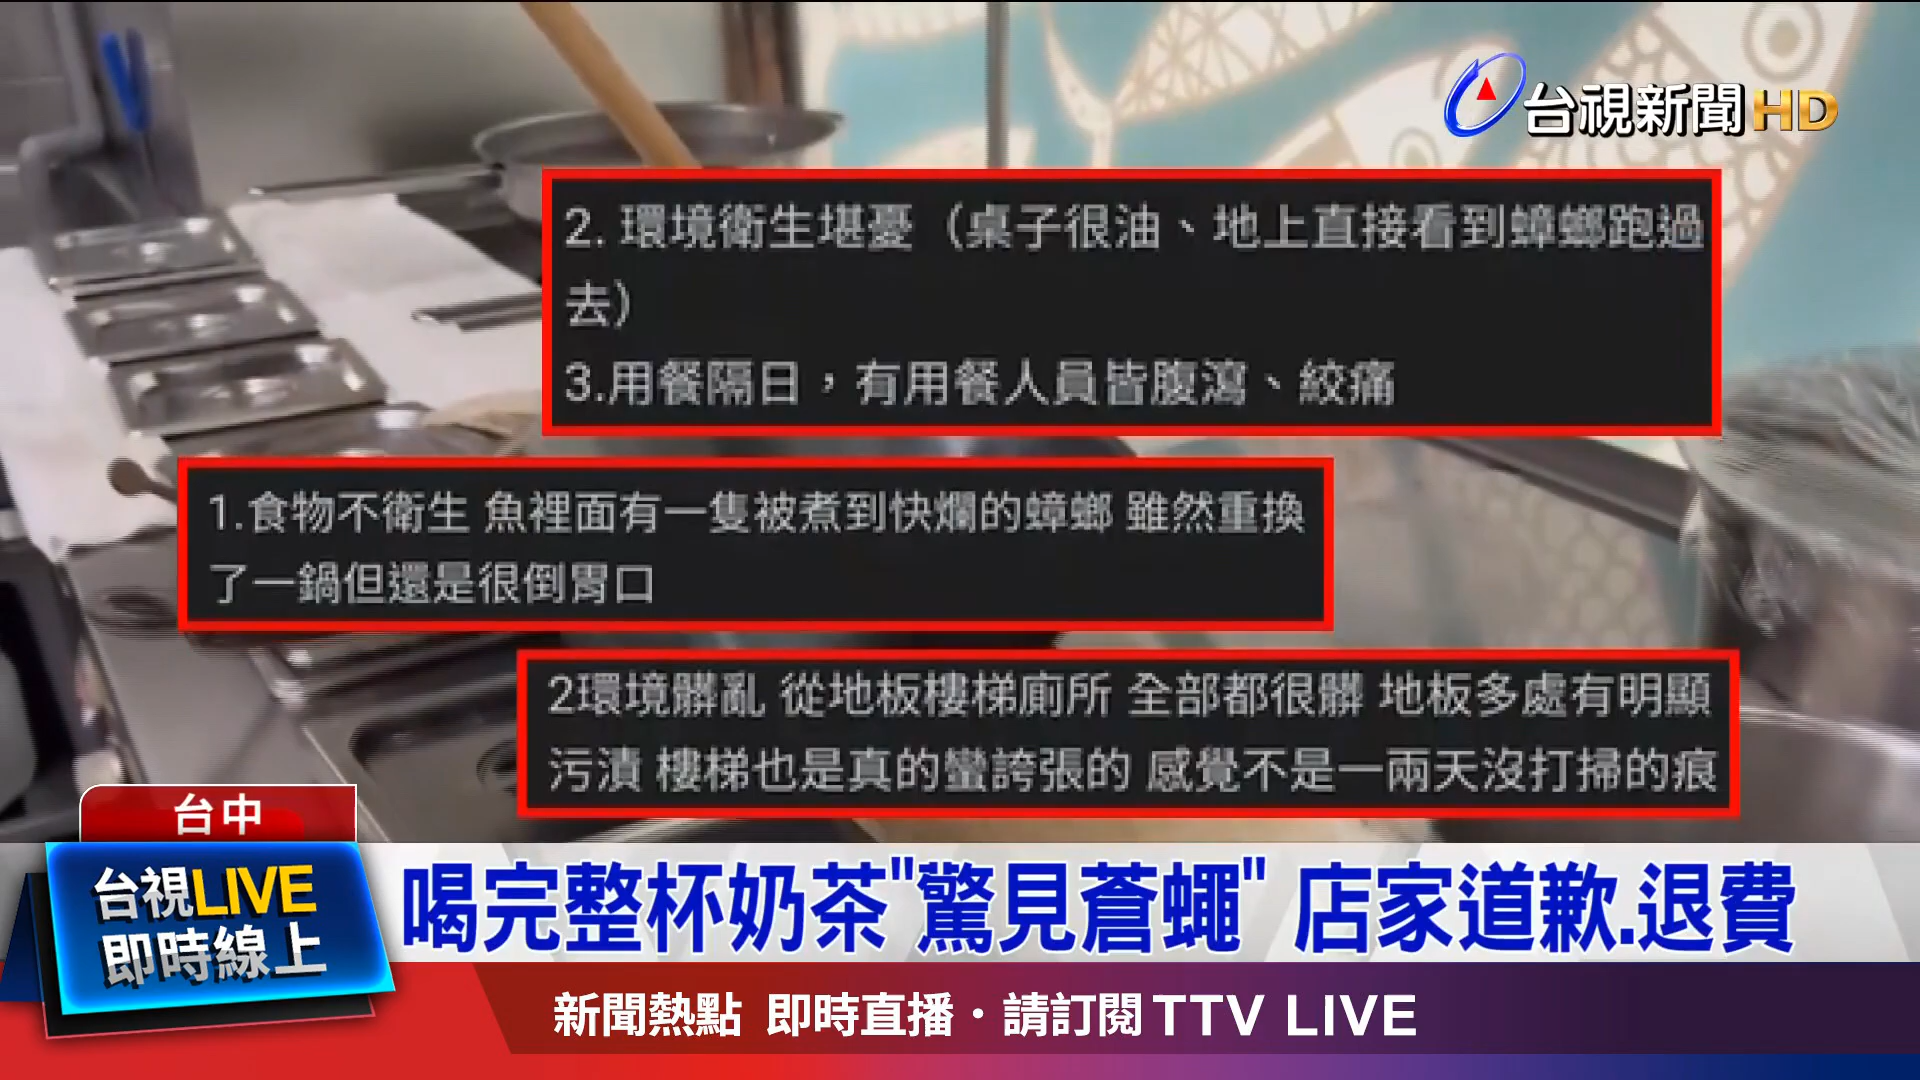 台視新聞HD
2. 環境衛生堪憂（桌子很油、地上直接看到蟑螂跑過
去）
3.用餐隔日，有用餐人員皆腹瀉、絞痛
1.食物不衛生 魚裡面有一隻被煮到快爛的蟑螂 雖然重換
了一鍋但還是很倒胃口
2環境髒亂 從地板樓梯廁所 全部都很髒 地板多處有明顯
污漬 樓梯也是真的蠻誇張的 感覺不是一兩天沒打掃的痕
台中
台視LIVE
即時線上
喝完整杯奶茶"驚見蒼蠅" 店家道歉.退費
新聞熱點 即時直播・請訂閱TTV LIVE